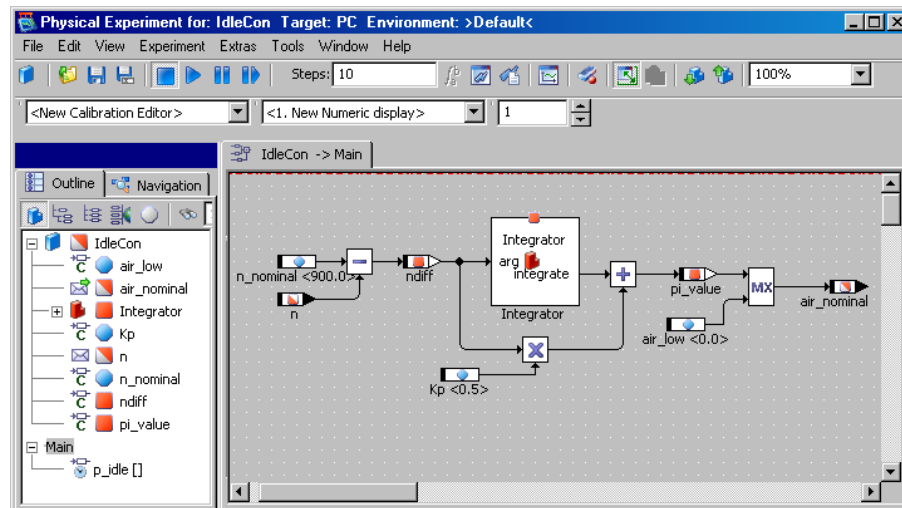 Physical Experiment for: IdleCon Target: PC Environment: >Default<
File Edit View Experiment Extras Tools Window Help
Steps: 10 100%
<New Calibration Editor> <1. New Numeric display> 1
IdleCon -> Main
Outline Navigation
IdleCon
air_low
air_nominal
Integrator
Kp
n
n_nominal
ndiff
pi_value
Main
p_idle []
Integrator
arg
integrate
Integrator
n_nominal <900.0>
n
ndiff
Kp <0.5>
pi_value
MX
air_low <0.0>
air_nominal